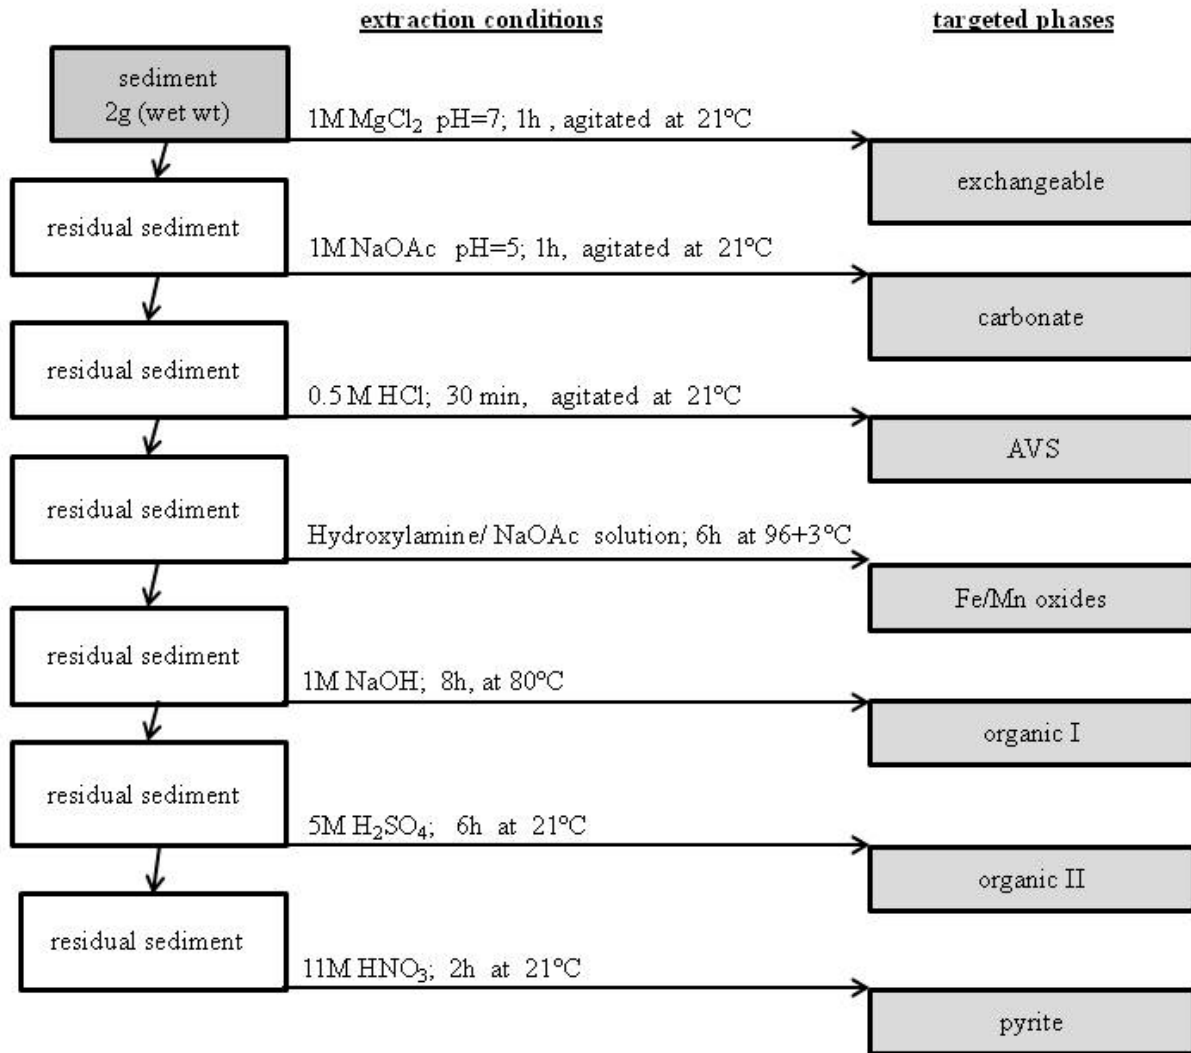 extraction conditions
targeted phases
sediment
2g (wet wt)
1M MgCl₂ pH=7; 1h , agitated at 21°C
exchangeable
residual sediment
1M NaOAc pH=5; 1h, agitated at 21°C
carbonate
residual sediment
0.5 M HCl; 30 min, agitated at 21°C
AVS
residual sediment
Hydroxylamine/ NaOAc solution; 6h at 96+3°C
Fe/Mn oxides
residual sediment
1M NaOH; 8h, at 80°C
organic I
residual sediment
5M H₂SO₄; 6h at 21°C
organic II
residual sediment
11M HNO₃; 2h at 21°C
pyrite